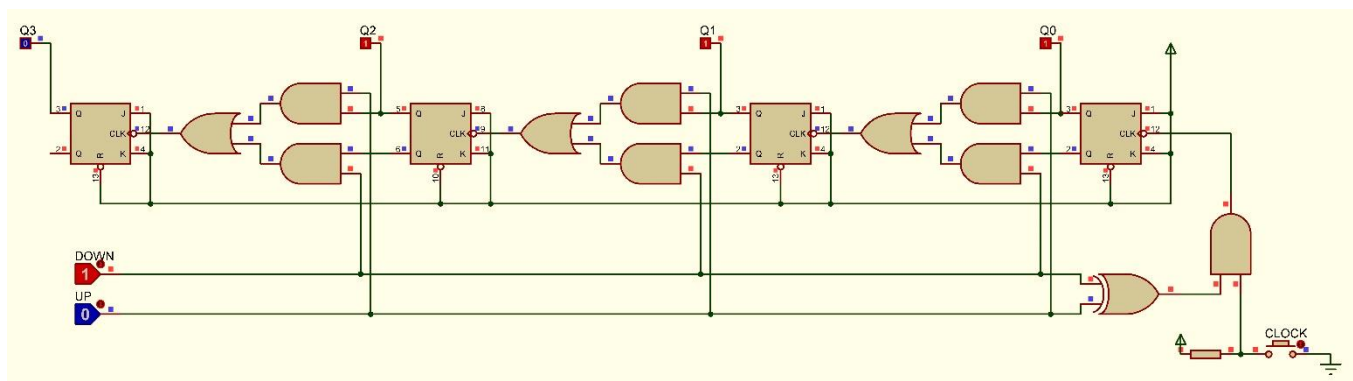 Q3 Q2 Q1 Q0
0 1 1 1
3 Q J 1 5 Q J 8 3 Q J 1 3 Q J 1
CLK 12 CLK 9 CLK 12 CLK 12
2 Q K 4 6 Q K 11 2 Q K 4 2 Q K 4
R R R R
13 10 13 13
DOWN
1
UP
0
CLOCK